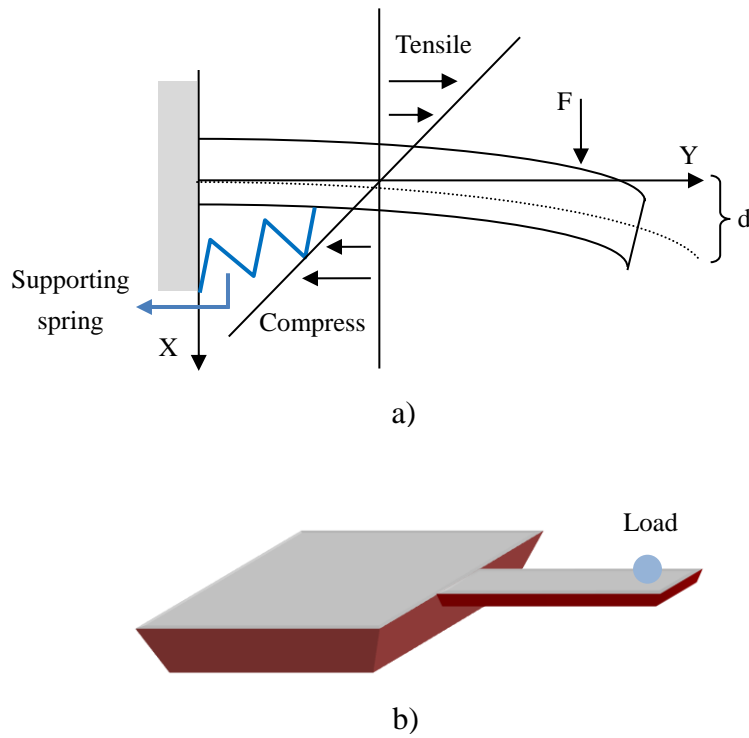 Tensile
F
Y
d
Supporting
spring
Compress
X
a)
Load
b)